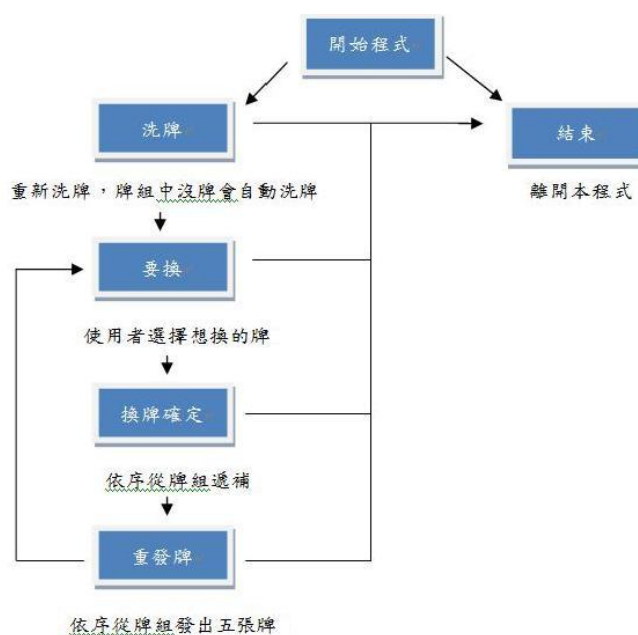 開始程式
洗牌
結束
重新洗牌，牌組中沒牌會自動洗牌
離開本程式
要換
使用者選擇想換的牌
換牌確定
依序從牌組遞補
重發牌
依序從牌組發出五張牌